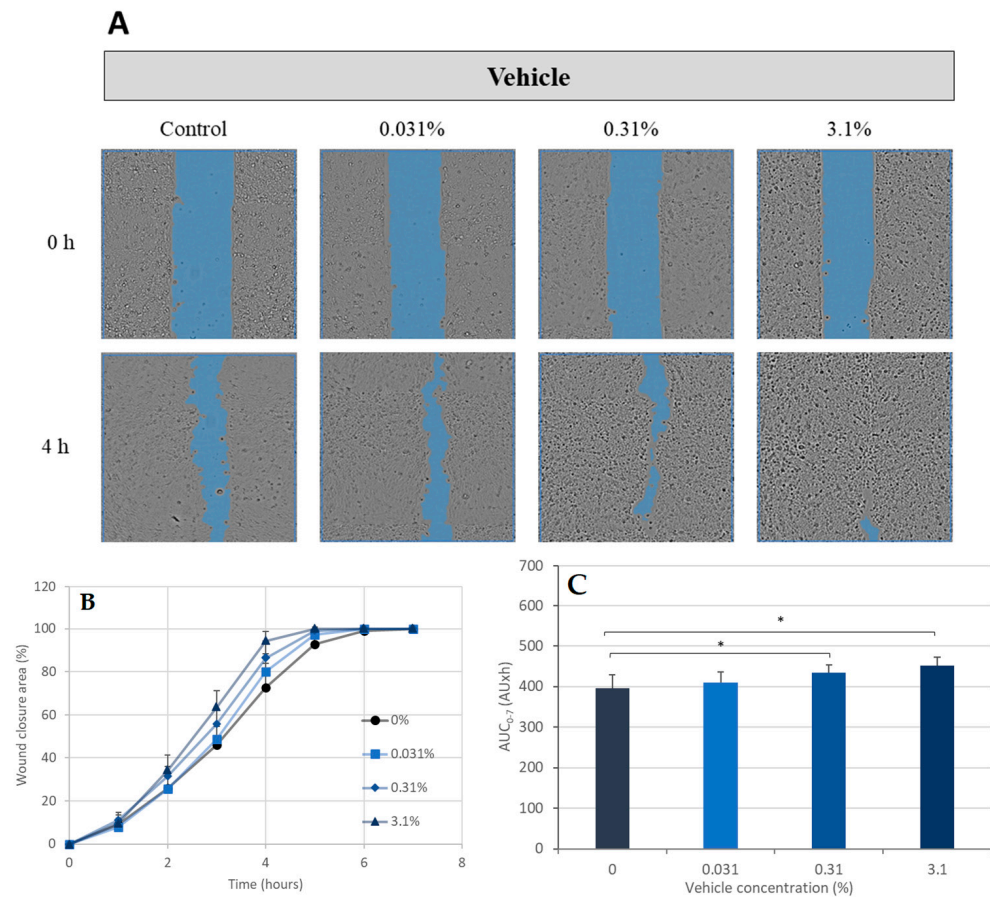 A
Vehicle
Control 0.031% 0.31% 3.1%
0 h
4 h
B
120
100
80
60
40
20
0
0 2 4 6 8
Wound closure area (%)
Time (hours)
0%
0.031%
0.31%
3.1%
C
700
600
500
400
300
200
100
0
* 
*
AUC₀₋₇ (AUxh)
0 0.031 0.31 3.1
Vehicle concentration (%)